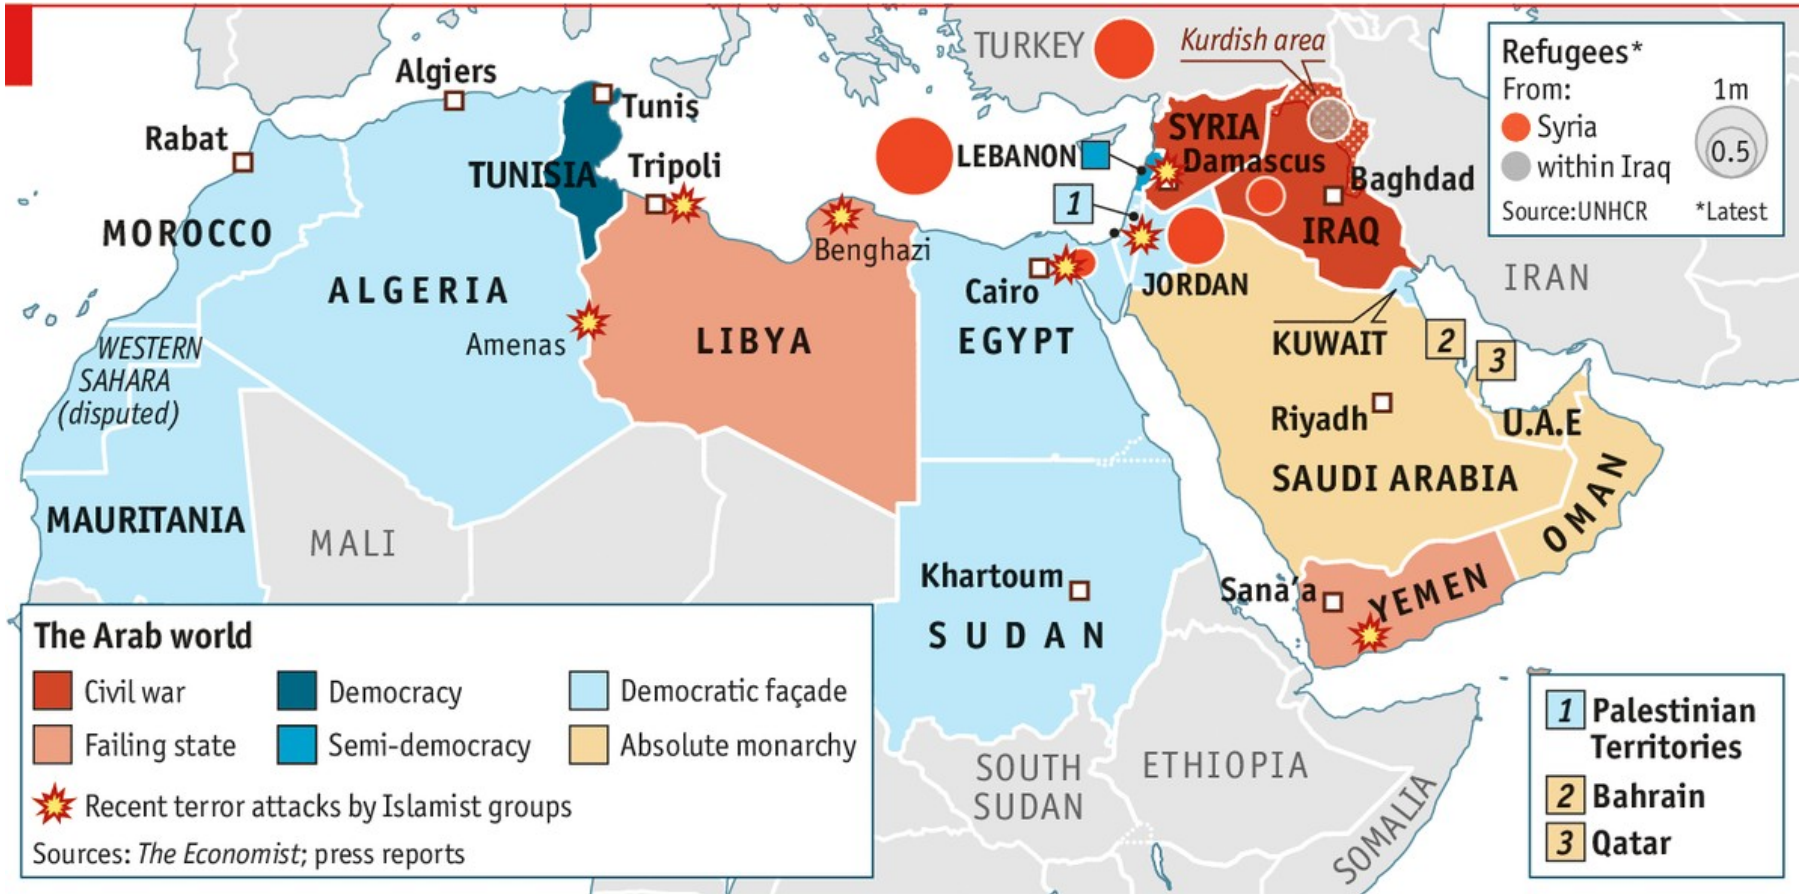 TURKEY
Kurdish area
Refugees*
From:
1m
Syria
0.5
within Iraq
Source:UNHCR
*Latest
Algiers
Tunis
Rabat
TUNISIA
Tripoli
LEBANON
SYRIA
Damascus
Baghdad
1
MOROCCO
Benghazi
IRAQ
IRAN
ALGERIA
Cairo
JORDAN
Amenas
LIBYA
EGYPT
KUWAIT
2
3
WESTERN
SAHARA
(disputed)
Riyadh
U.A.E
SAUDI ARABIA
OMAN
MAURITANIA
MALI
Khartoum
Sana’a
YEMEN
SUDAN
The Arab world
Civil war
Democracy
Democratic façade
Failing state
Semi-democracy
Absolute monarchy
Recent terror attacks by Islamist groups
Sources: The Economist; press reports
SOUTH
SUDAN
ETHIOPIA
SOMALIA
1 Palestinian
Territories
2 Bahrain
3 Qatar